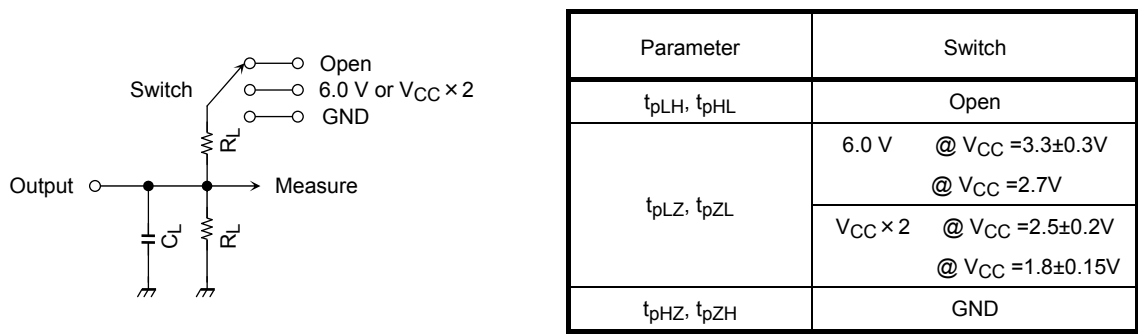 Switch
Open
6.0 V or VCC × 2
GND
RL
Output
Measure
CL
RL
Parameter Switch
tpLH, tpHL Open
tpLZ, tpZL
6.0 V @ VCC =3.3±0.3V
@ VCC =2.7V
VCC × 2 @ VCC =2.5±0.2V
@ VCC =1.8±0.15V
tpHZ, tpZH GND